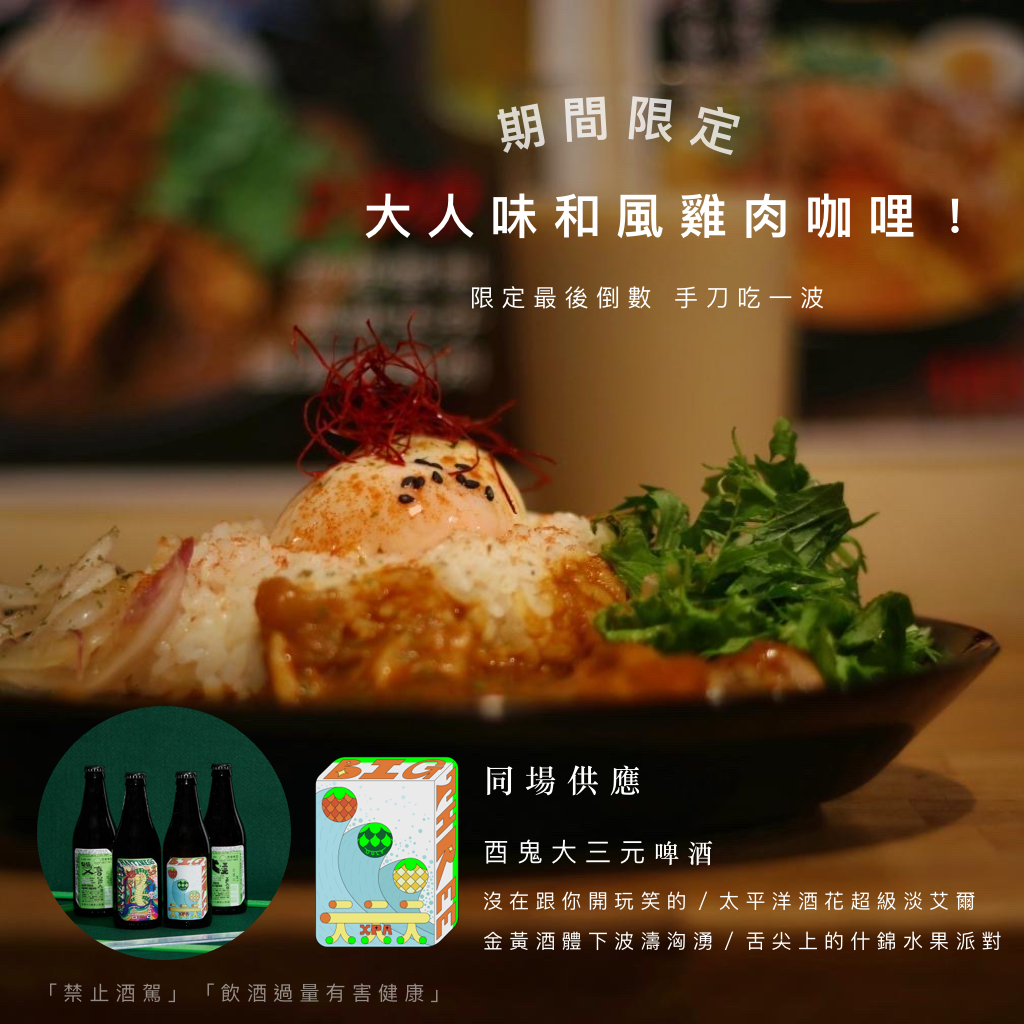 期間限定
大人味和風雞肉咖哩！
限定最後倒數 手刀吃一波
BIG THREE
XPA
同場供應
酉鬼大三元啤酒
沒在跟你開玩笑的 / 太平洋酒花超級淡艾爾
金黃酒體下波濤洶湧 / 舌尖上的什錦水果派對
「禁止酒駕」「飲酒過量有害健康」